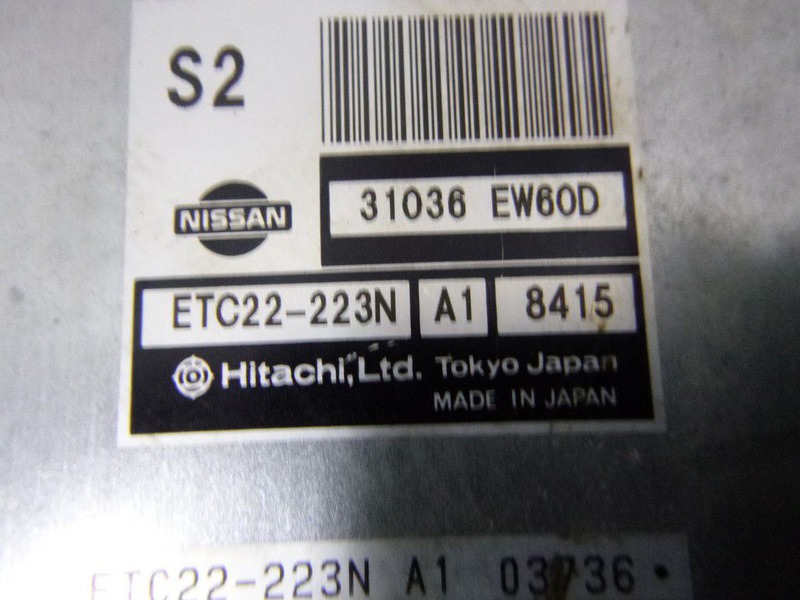 S2
NISSAN
31036 EW60D
ETC22-223N A1 8415
Hitachi, Ltd. Tokyo Japan
MADE IN JAPAN
ETC22-223N A1 03736